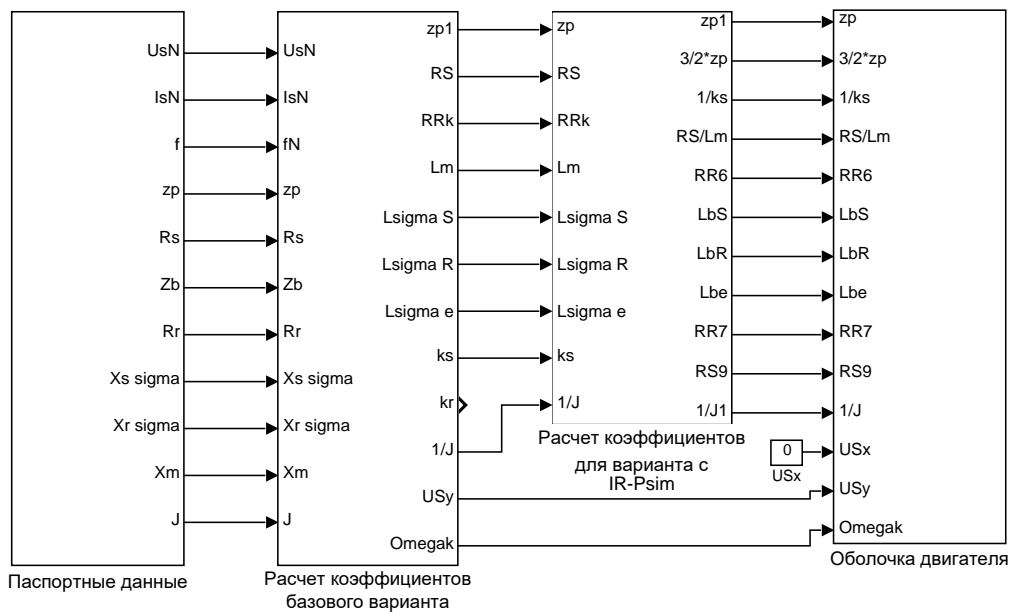 UsN
IsN
f
zp
Rs
Zb
Rr
Xs sigma
Xr sigma
Xm
J
Паспортные данные
UsN
IsN
fN
zp
Rs
Zb
Rr
Xs sigma
Xr sigma
Xm
J
zp1
RS
RRk
Lm
Lsigma S
Lsigma R
Lsigma e
ks
kr
1/J
USy
Omegak
Расчет коэффициентов
базового варианта
zp
RS
RRk
Lm
Lsigma S
Lsigma R
Lsigma e
ks
1/J
zp1
3/2*zp
1/ks
RS/Lm
RR6
LbS
LbR
Lbe
RR7
RS9
1/J1
Расчет коэффициентов
для варианта с
IR-Psim
0
USx
zp
3/2*zp
1/ks
RS/Lm
RR6
LbS
LbR
Lbe
RR7
RS9
1/J
USx
USy
Omegak
Оболочка двигателя